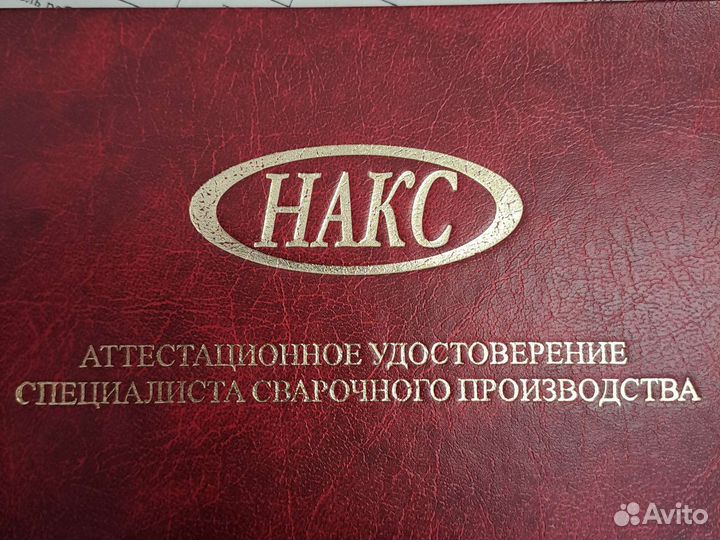 НАКС
АТТЕСТАЦИОННОЕ УДОСТОВЕРЕНИЕ
СПЕЦИАЛИСТА СВАРОЧНОГО ПРОИЗВОДСТВА
Avito